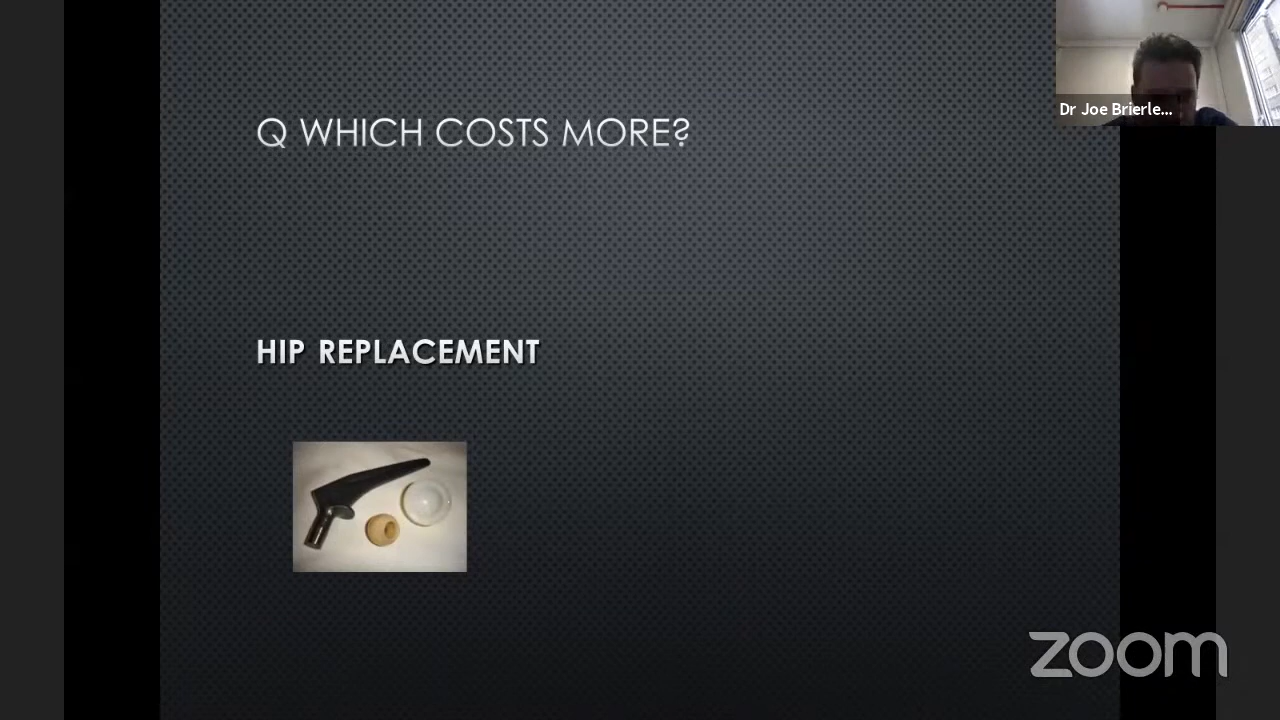 Q WHICH COSTS MORE?
Dr Joe Brierle...
HIP REPLACEMENT
zoom